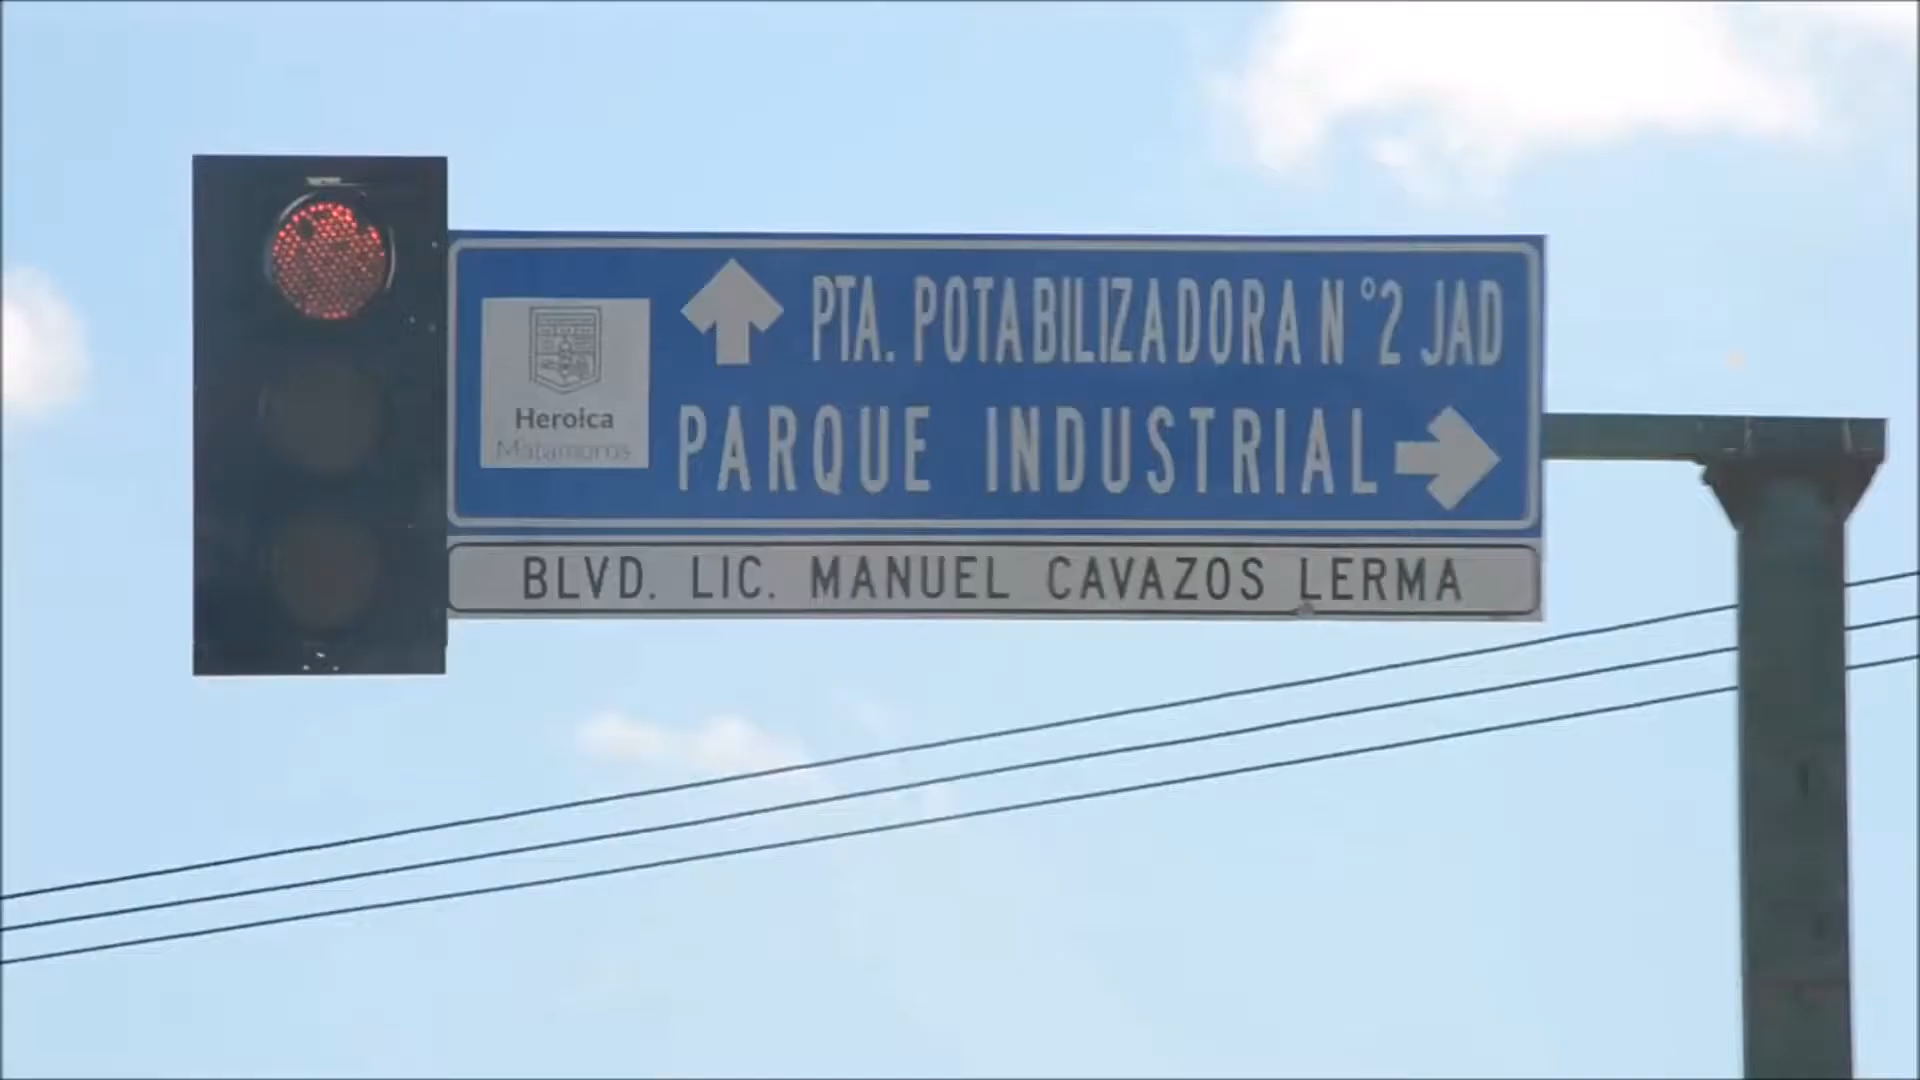 PTA. POTABILIZADORA N°2 JAD
Heroica
Matamoros
PARQUE INDUSTRIAL
BLVD. LIC. MANUEL CAVAZOS LERMA